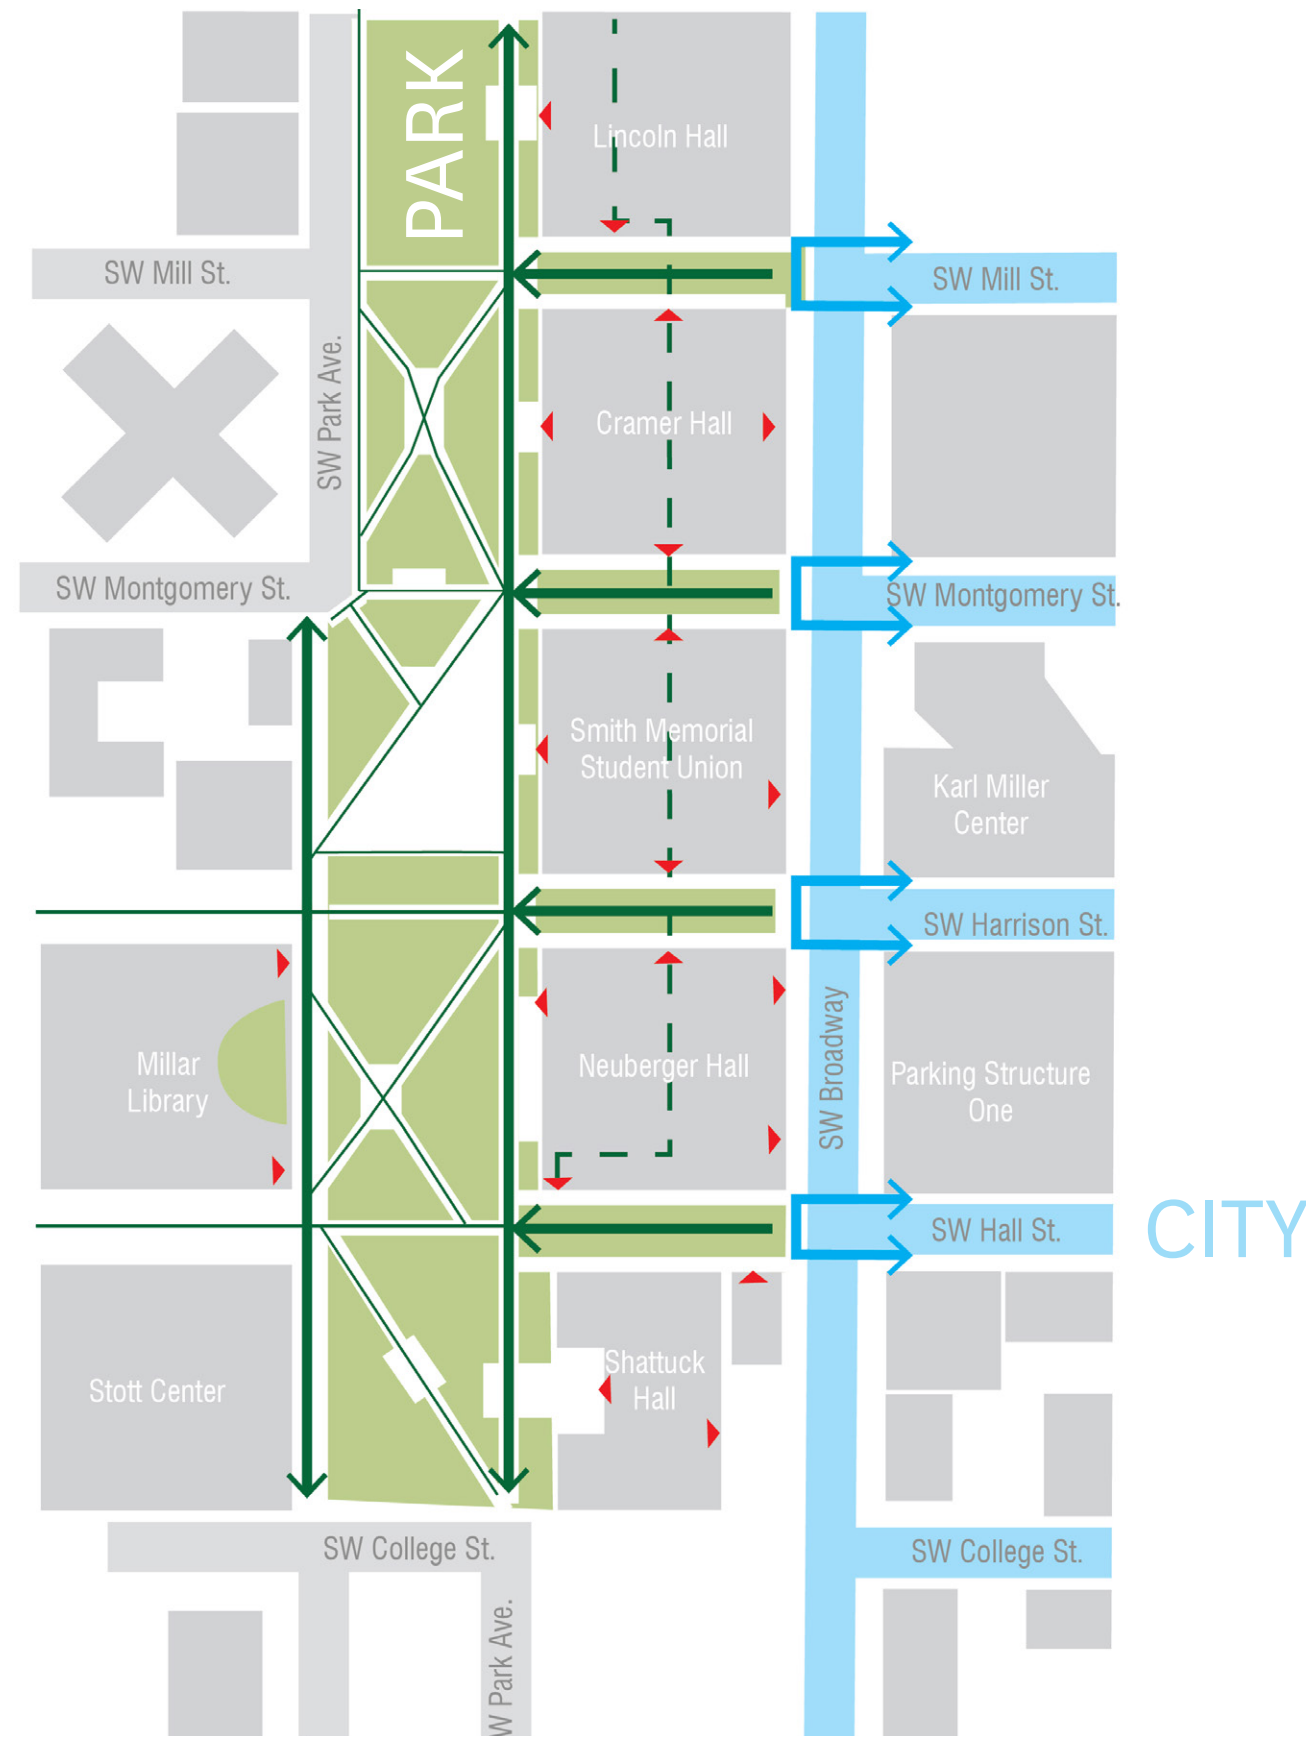 PARK
Lincoln Hall
SW Mill St.
SW Mill St.
SW Park Ave.
Cramer Hall
SW Montgomery St.
SW Montgomery St.
Smith Memorial
Student Union
Karl Miller
Center
SW Harrison St.
SW Broadway
Millar
Library
Neuberger Hall
Parking Structure
One
SW Hall St.
CITY
Stott Center
Shattuck
Hall
SW College St.
SW College St.
W Park Ave.